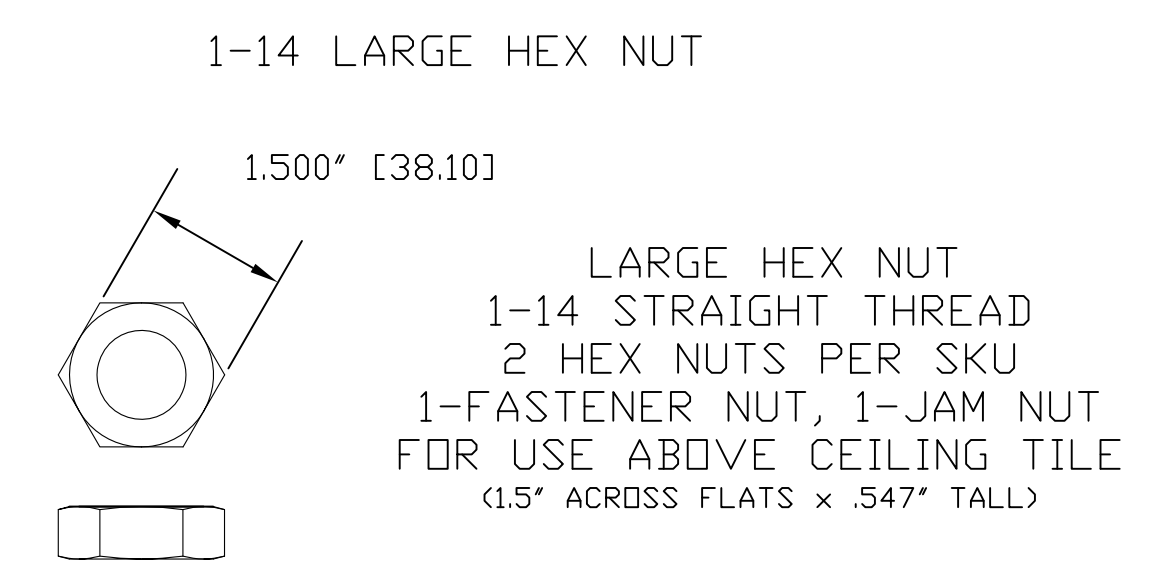 1-14 LARGE HEX NUT
1.500" [38.10]
LARGE HEX NUT
1-14 STRAIGHT THREAD
2 HEX NUTS PER SKU
1-FASTENER NUT, 1-JAM NUT
FOR USE ABOVE CEILING TILE
(1.5" ACROSS FLATS x .547" TALL)